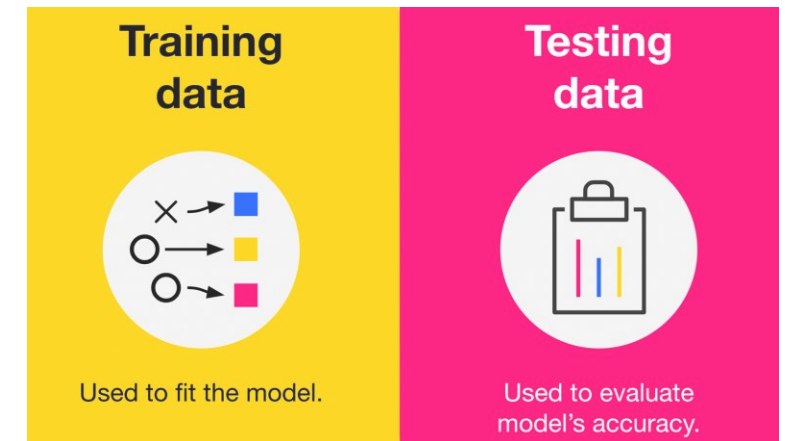 Training
data
Used to fit the model.
Testing
data
Used to evaluate
model's accuracy.